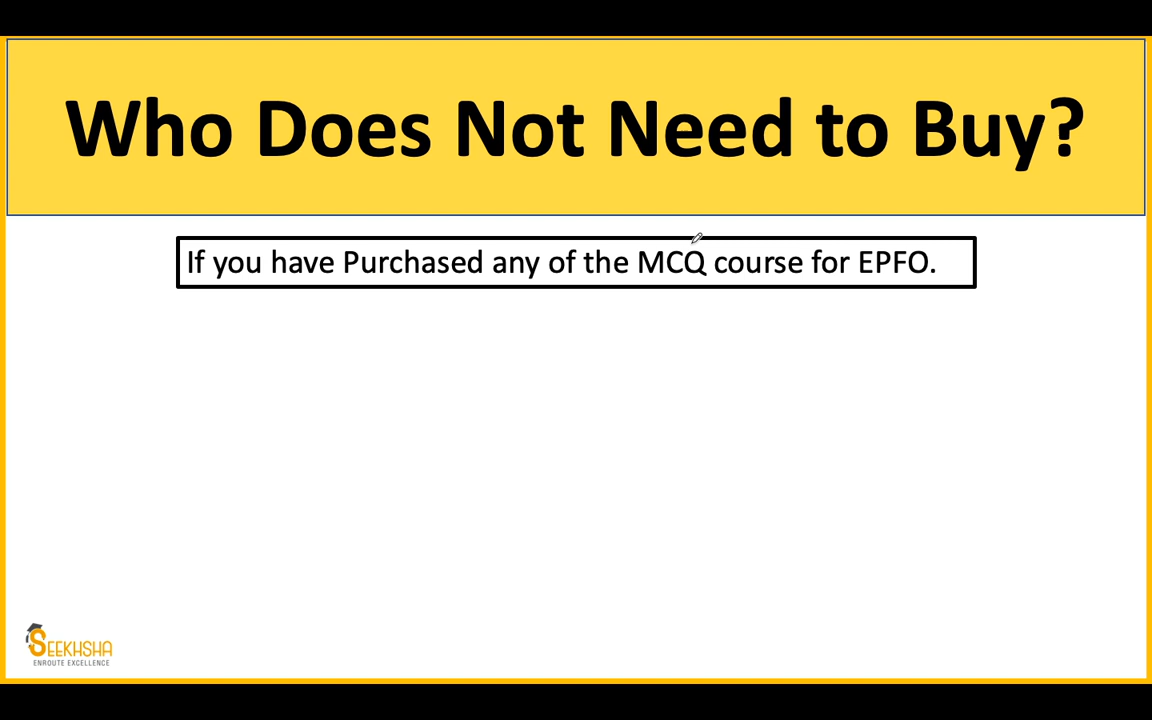 Who Does Not Need to Buy?
If you have Purchased any of the MCQ course for EPFO.
SEEKHSHA
ENROUTE EXCELLENCE